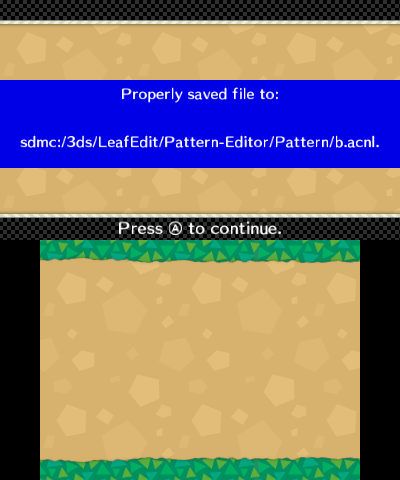 Properly saved file to:
sdmc:/3ds/LeafEdit/Pattern-Editor/Pattern/b.acnl.
Press Ⓐ to continue.